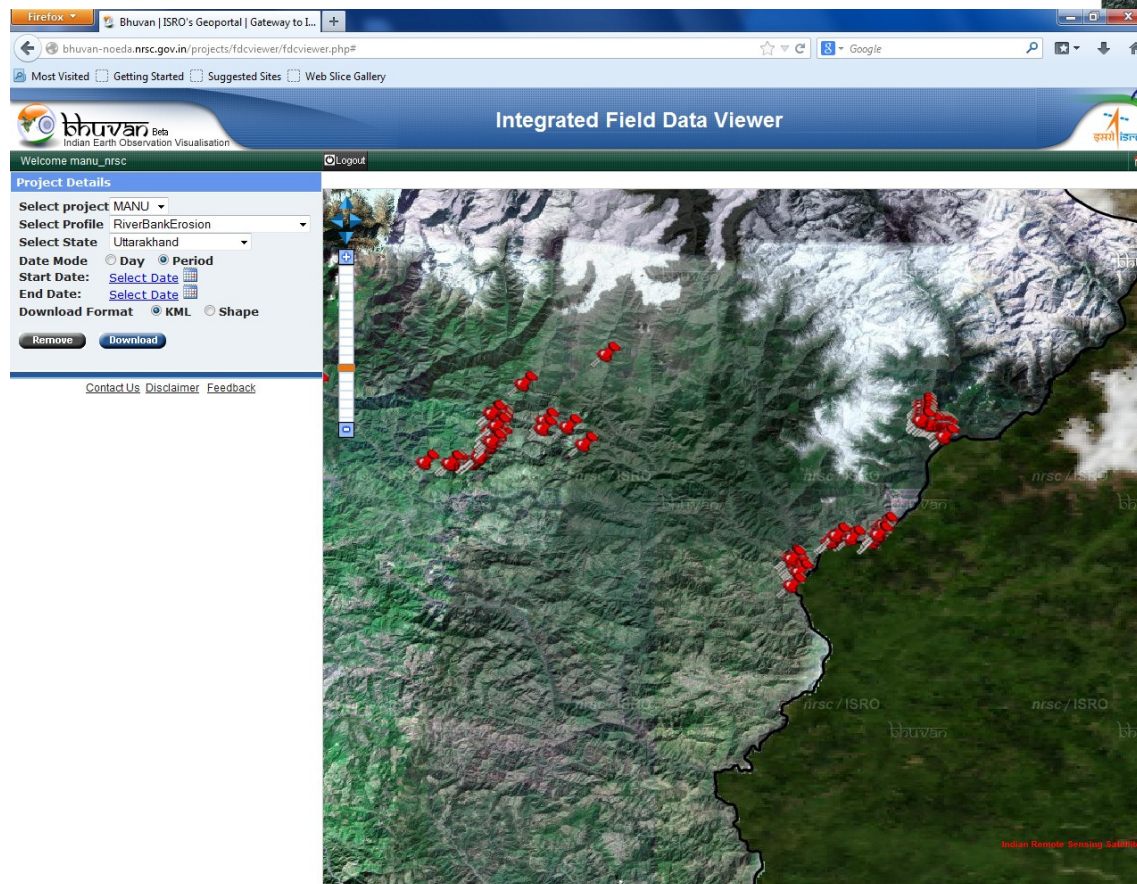 Firefox
Bhuvan | ISRO's Geoportal | Gateway to I...
bhuvan-noeda.nrsc.gov.in/projects/fdcviewer/fdcviewer.php#
Google
Most Visited Getting Started Suggested Sites Web Slice Gallery
bhuvan Beta
Indian Earth Observation Visualisation
Integrated Field Data Viewer
इसरो isro
Welcome manu_nrsc
Logout
Project Details
Select project MANU
Select Profile RiverBankErosion
Select State Uttarakhand
Date Mode Day Period
Start Date: Select Date
End Date: Select Date
Download Format KML Shape
Remove Download
Contact Us Disclaimer Feedback
nrsc / ISRO
nrsc / ISRO
bhuvan
bhuvan
nrsc / ISRO
nrsc / ISRO
bhuvan
Indian Remote Sensing Satellite